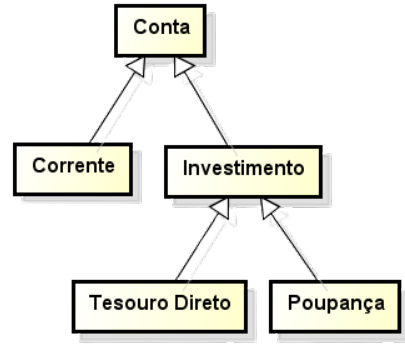 Conta
Corrente
Investimento
Tesouro Direto
Poupança